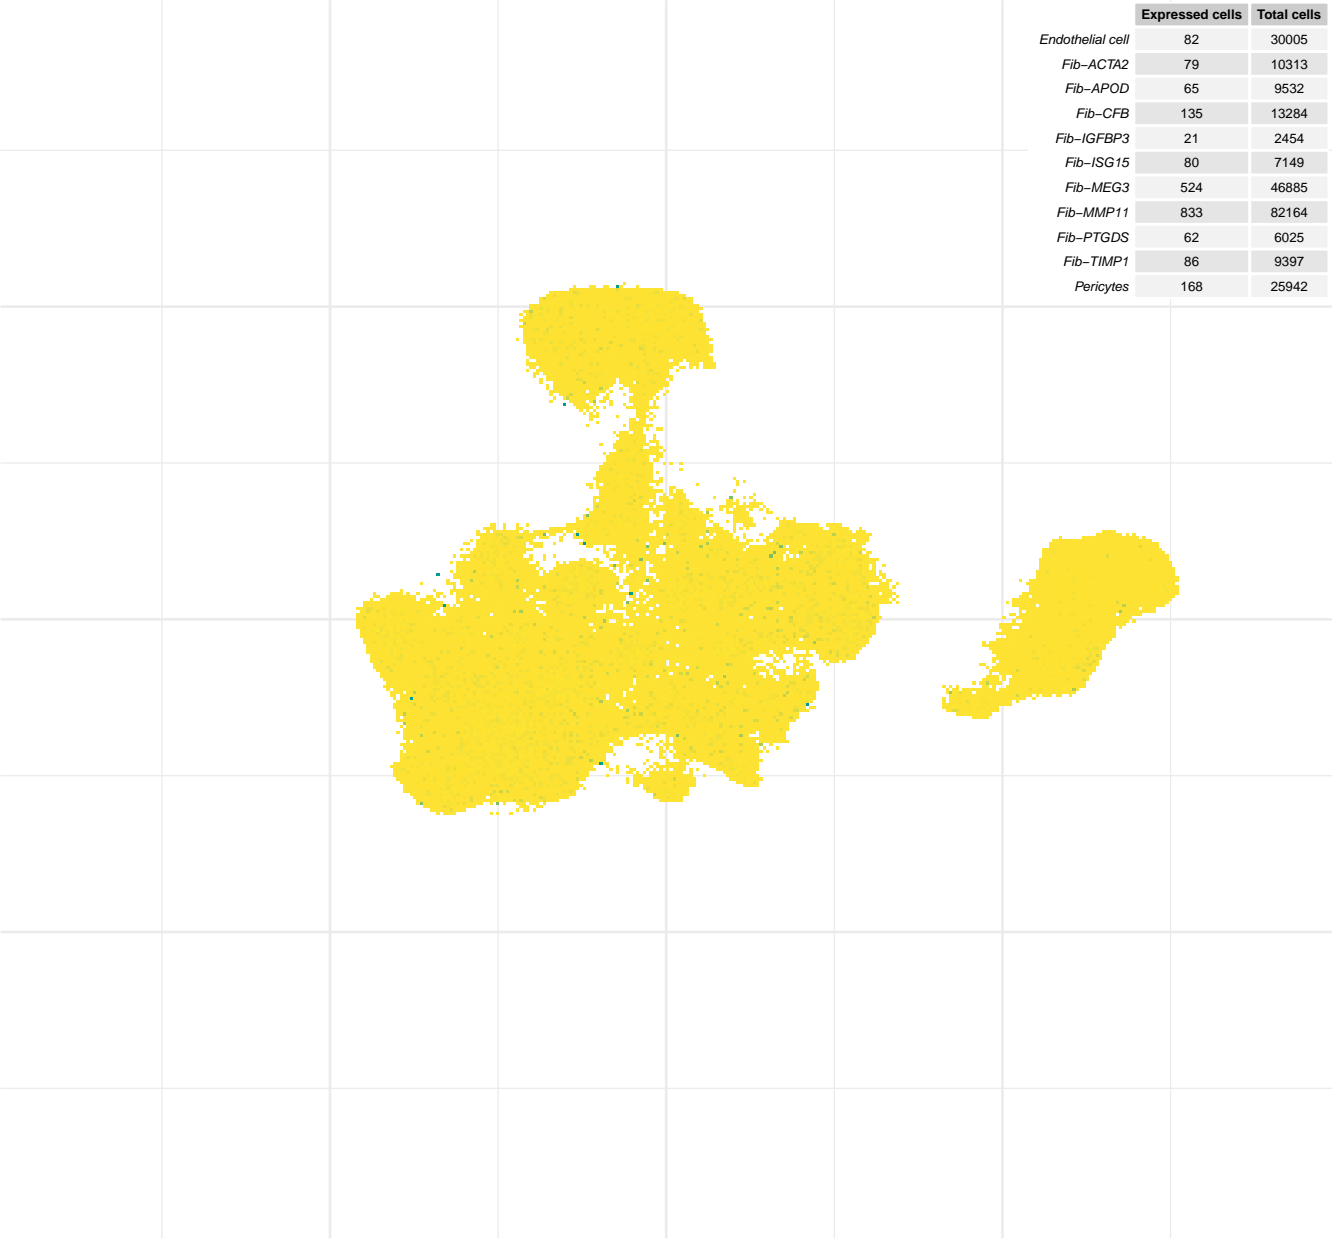 Expressed cells Total cells
Endothelial cell 82 30005
Fib−ACTA2 79 10313
Fib−APOD 65 9532
Fib−CFB 135 13284
Fib−IGFBP3 21 2454
Fib−ISG15 80 7149
Fib−MEG3 524 46885
Fib−MMP11 833 82164
Fib−PTGDS 62 6025
Fib−TIMP1 86 9397
Pericytes 168 25942